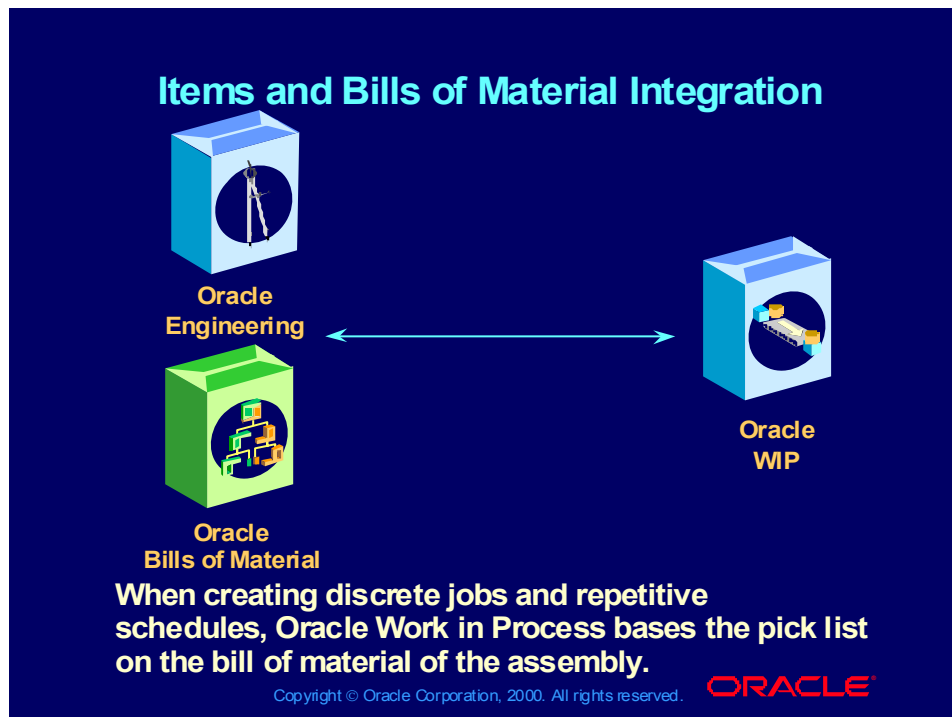 Items and Bills of Material Integration
Oracle
Engineering
Oracle
WIP
Oracle
Bills of Material
When creating discrete jobs and repetitive
schedules, Oracle Work in Process bases the pick list
on the bill of material of the assembly.
Copyright © Oracle Corporation, 2000. All rights reserved.
ORACLE®